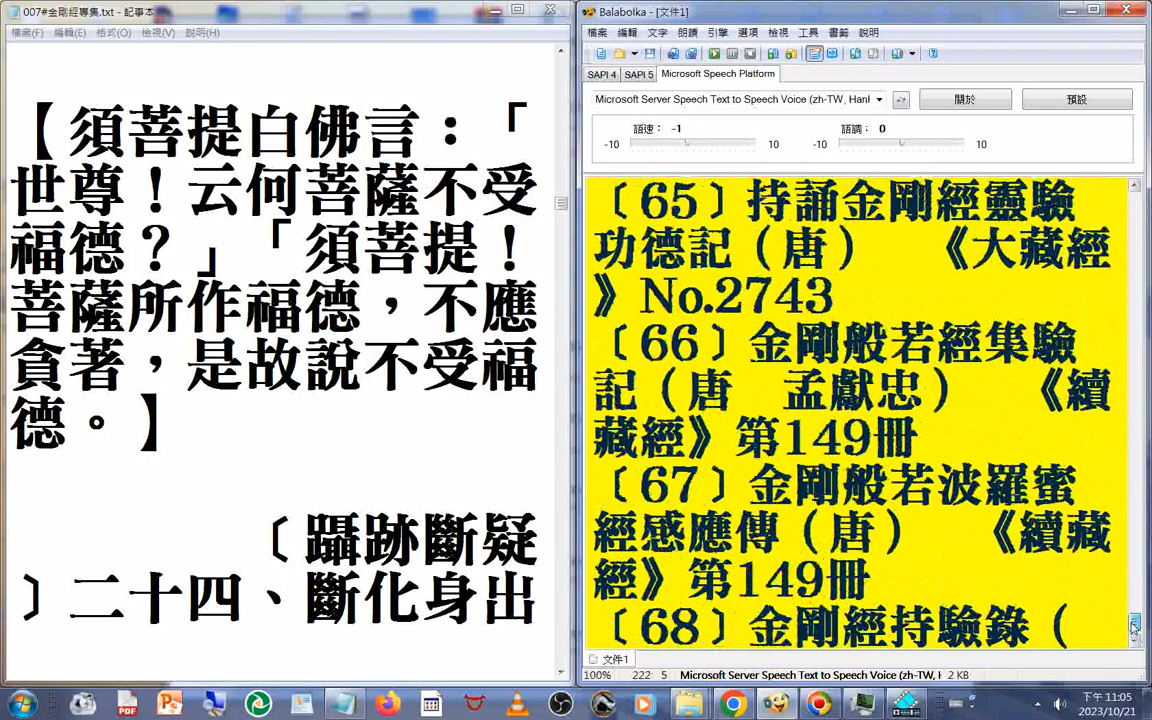 007#金剛經專集.txt - 記事本
檔案(F) 編輯(E) 格式(O) 檢視(V) 說明(H)
【須菩提白佛言：「
世尊！云何菩薩不受
福德？」「須菩提！
菩薩所作福德，不應
貪著，是故說不受福
德。】
〔躡跡斷疑
〕二十四、斷化身出
Balabolka - [文件1]
檔案 編輯 文字 朗讀 引擎 選項 檢視 工具 書籤 說明
SAPI 4 SAPI 5 Microsoft Speech Platform
Microsoft Server Speech Text to Speech Voice (zh-TW, Hanl
關於
預設
語速： -1
語調： 0
-10 10 -10 10
〔65〕持誦金剛經靈驗
功德記（唐） 《大藏經
》No.2743
〔66〕金剛般若經集驗
記（唐 孟獻忠） 《續
藏經》第149冊
〔67〕金剛般若波羅蜜
經感應傳（唐） 《續藏
經》第149冊
〔68〕金剛經持驗錄（
文件1
100% 222: 5 Microsoft Server Speech Text to Speech Voice (zh-TW, H 2 KB
下午 11:05
2023/10/21